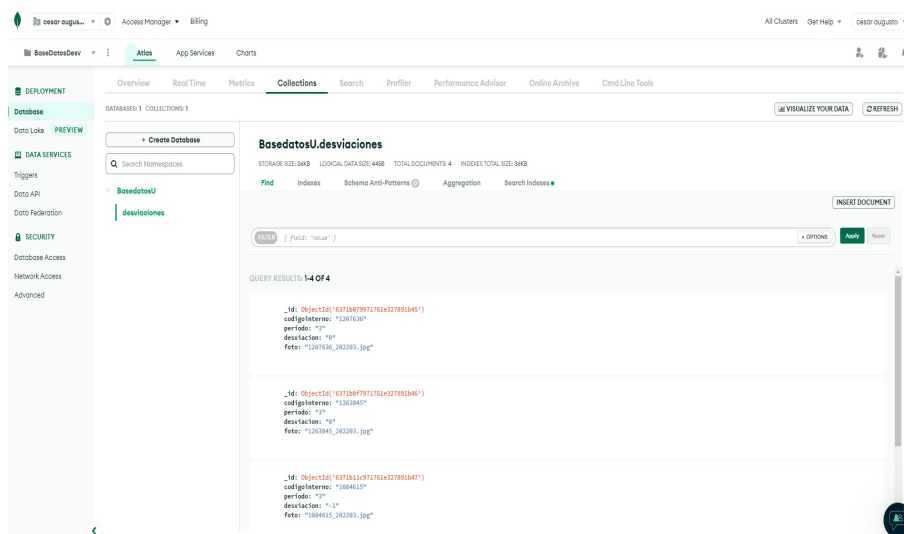 cesar augus... Access Manager Billing All Clusters Get Help cesar augusto
BaseDatosDesv Atlas App Services Charts
Overview Real Time Metrics Collections Search Profiler Performance Advisor Online Archive Cmd Line Tools
DEPLOYMENT
Database
Data Lake PREVIEW
DATA SERVICES
Triggers
Data API
Data Federation
SECURITY
Database Access
Network Access
Advanced
DATABASES: 1 COLLECTIONS: 1
VISUALIZE YOUR DATA REFRESH
+ Create Database
Search Namespaces
BasedatosU
desviaciones
BasedatosU.desviaciones
STORAGE SIZE: 36KB LOGICAL DATA SIZE: 445B TOTAL DOCUMENTS: 4 INDEXES TOTAL SIZE: 36KB
Find Indexes Schema Anti-Patterns 0 Aggregation Search Indexes
INSERT DOCUMENT
FILTER { field: 'value' } OPTIONS Apply Reset
QUERY RESULTS: 1-4 OF 4
_id: ObjectId('6371b079971761e327891b45')
codigointerno: "1207636"
periodo: "3"
desviacion: "0"
foto: "1207636_202203.jpg"
_id: ObjectId('6371b0f7971761e327891b46')
codigointerno: "1263845"
periodo: "3"
desviacion: "0"
foto: "1263845_202203.jpg"
_id: ObjectId('6371b11c971761e327891b47')
codigointerno: "1084615"
periodo: "3"
desviacion: "-1"
foto: "1084615_202203.jpg"